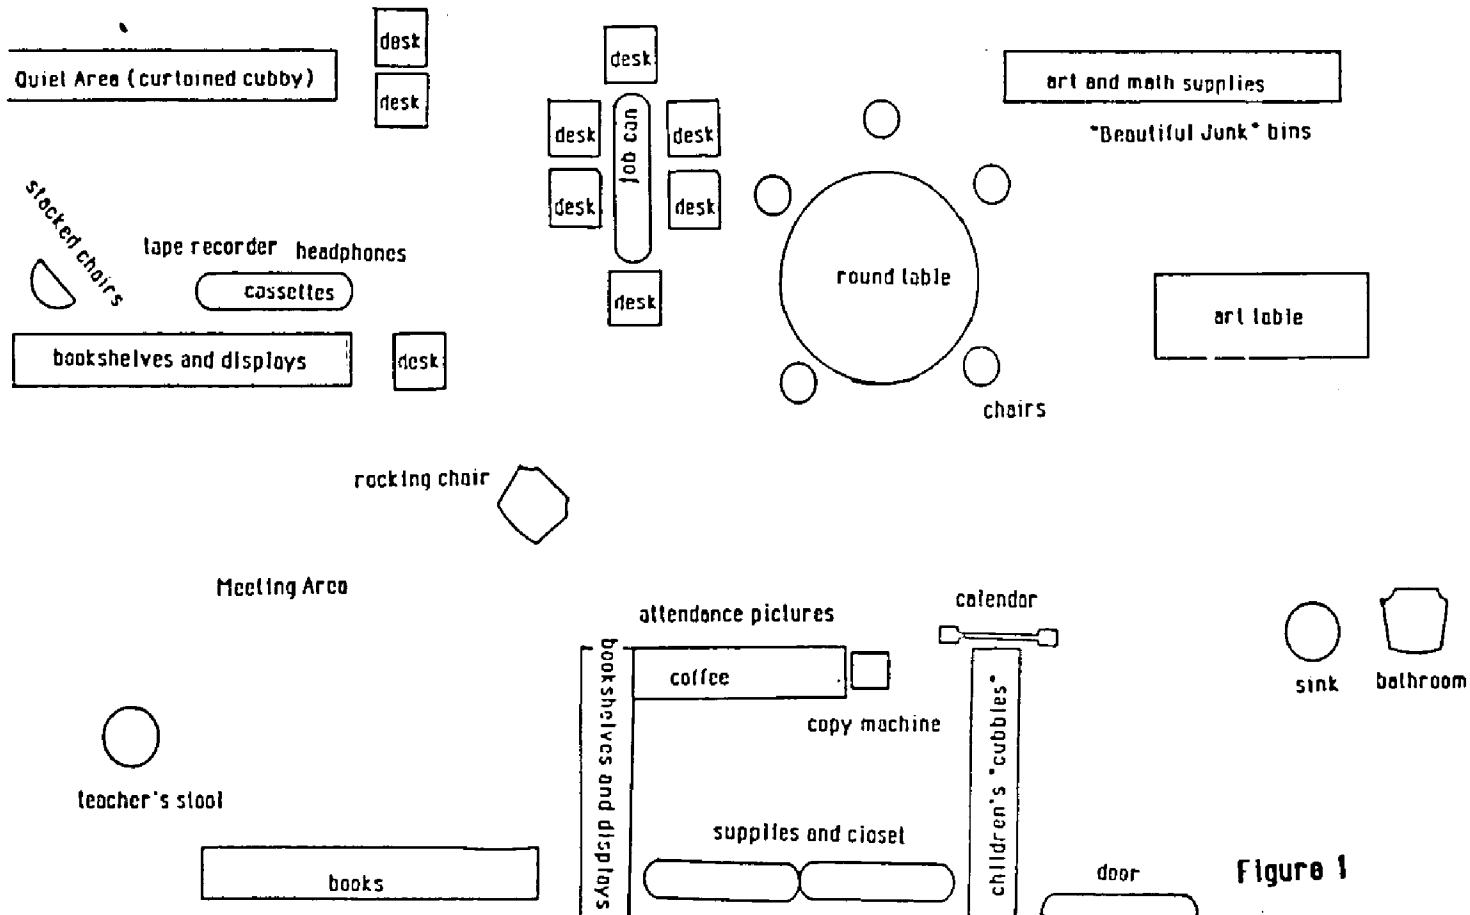 desk
desk
Quiet Area (curtained cubby)
desk
desk
desk
desk
desk
job can
desk
desk
art and math supplies
"Beautiful Junk" bins
stacked chairs
tape recorder
headphones
cassettes
bookshelves and displays
desk
round table
chairs
art table
rocking chair
Meeting Area
attendance pictures
calendar
coffee
copy machine
bookshelves and displays
children's "cubbies"
sink
bathroom
teacher's stool
supplies and closet
books
door
Figure 1